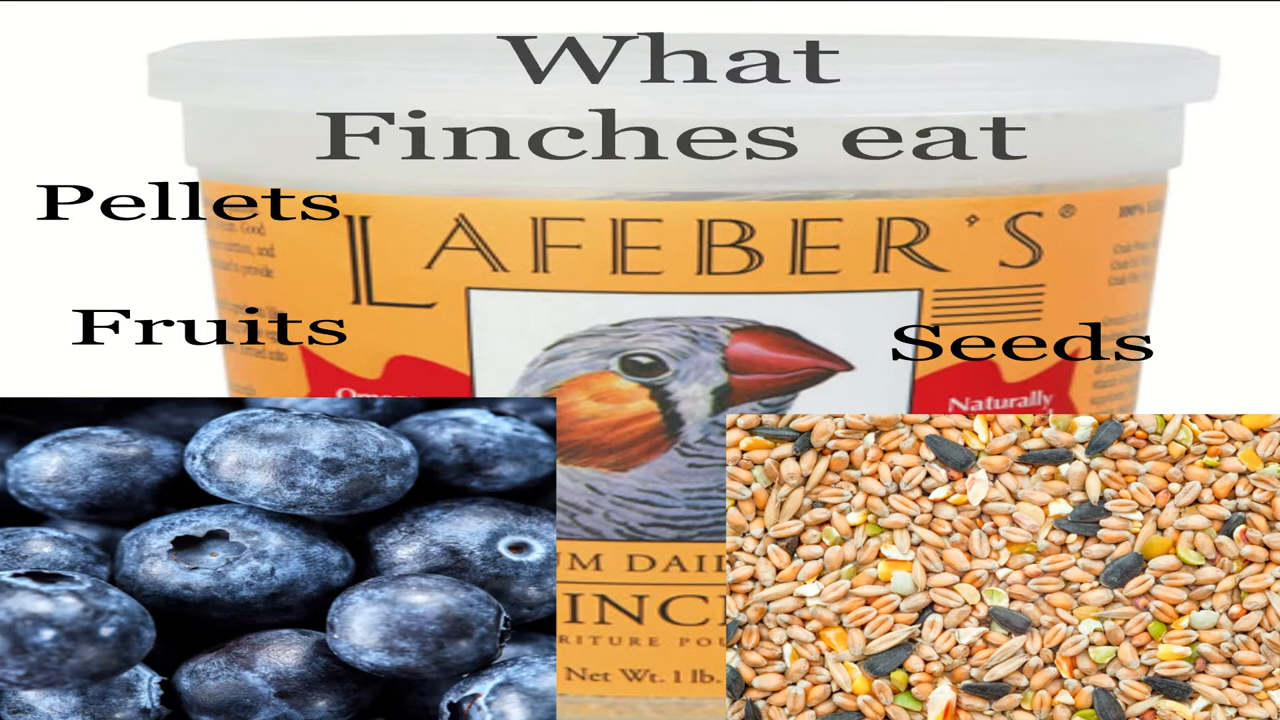 What
Finches eat
Pellets
LAFEBER'S®
Fruits
Seeds
Naturally
Net Wt. 1 lb.